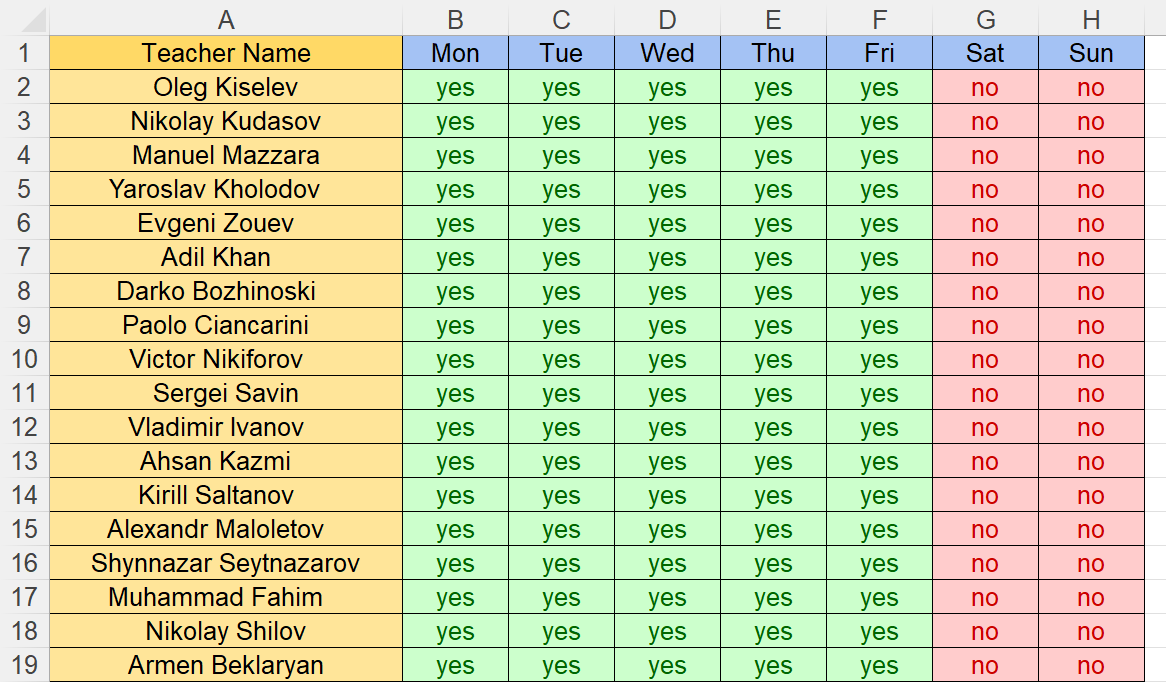 A B C D E F G H
1 Teacher Name Mon Tue Wed Thu Fri Sat Sun
2 Oleg Kiselev yes yes yes yes yes no no
3 Nikolay Kudasov yes yes yes yes yes no no
4 Manuel Mazzara yes yes yes yes yes no no
5 Yaroslav Kholodov yes yes yes yes yes no no
6 Evgeni Zouev yes yes yes yes yes no no
7 Adil Khan yes yes yes yes yes no no
8 Darko Bozhinoski yes yes yes yes yes no no
9 Paolo Ciancarini yes yes yes yes yes no no
10 Victor Nikiforov yes yes yes yes yes no no
11 Sergei Savin yes yes yes yes yes no no
12 Vladimir Ivanov yes yes yes yes yes no no
13 Ahsan Kazmi yes yes yes yes yes no no
14 Kirill Saltanov yes yes yes yes yes no no
15 Alexandr Maloletov yes yes yes yes yes no no
16 Shynnazar Seytnazarov yes yes yes yes yes no no
17 Muhammad Fahim yes yes yes yes yes no no
18 Nikolay Shilov yes yes yes yes yes no no
19 Armen Beklaryan yes yes yes yes yes no no